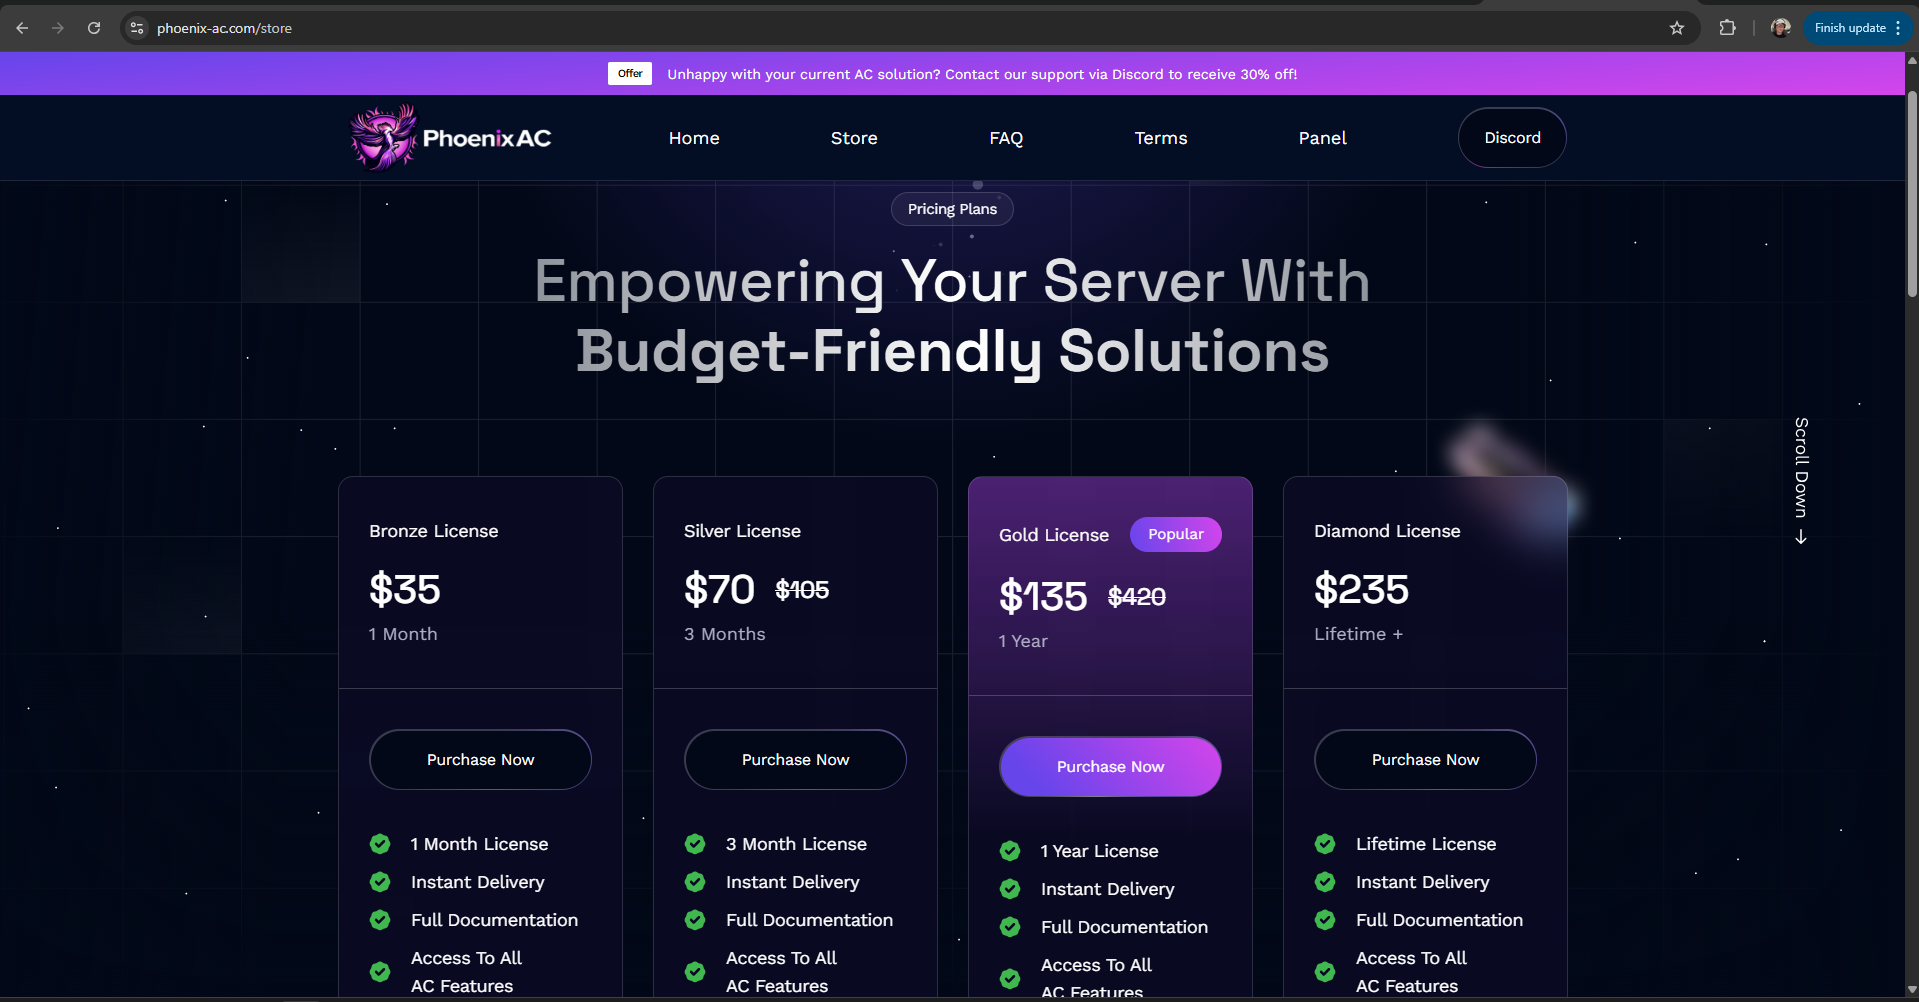 phoenix-ac.com/store
Finish update
Offer
Unhappy with your current AC solution? Contact our support via Discord to receive 30% off!
PhoenixAC
Home
Store
FAQ
Terms
Panel
Discord
Pricing Plans
Empowering Your Server With
Budget-Friendly Solutions
Scroll Down
Bronze License
$35
1 Month
Purchase Now
1 Month License
Instant Delivery
Full Documentation
Access To All
AC Features
Silver License
$70 $105
3 Months
Purchase Now
3 Month License
Instant Delivery
Full Documentation
Access To All
AC Features
Gold License
Popular
$135 $420
1 Year
Purchase Now
1 Year License
Instant Delivery
Full Documentation
Access To All
AC Features
Diamond License
$235
Lifetime +
Purchase Now
Lifetime License
Instant Delivery
Full Documentation
Access To All
AC Features